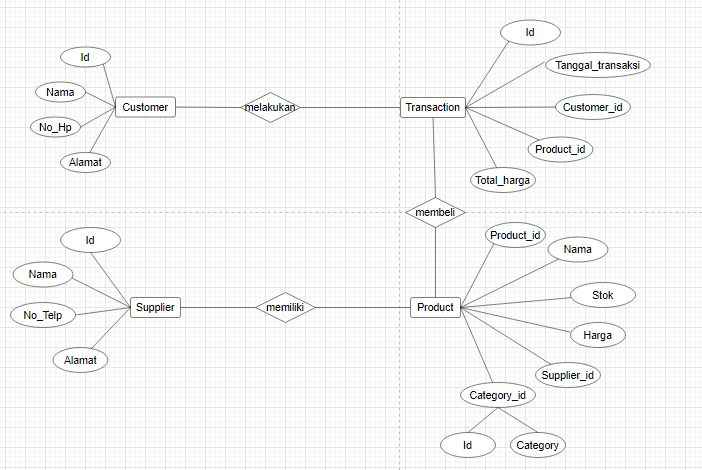 Id
Nama
No_Hp
Alamat
Customer
melakukan
Transaction
Id
Tanggal_transaksi
Customer_id
Product_id
Total_harga
membeli
Id
Nama
No_Telp
Alamat
Supplier
memiliki
Product
Product_id
Nama
Stok
Harga
Supplier_id
Category_id
Id
Category